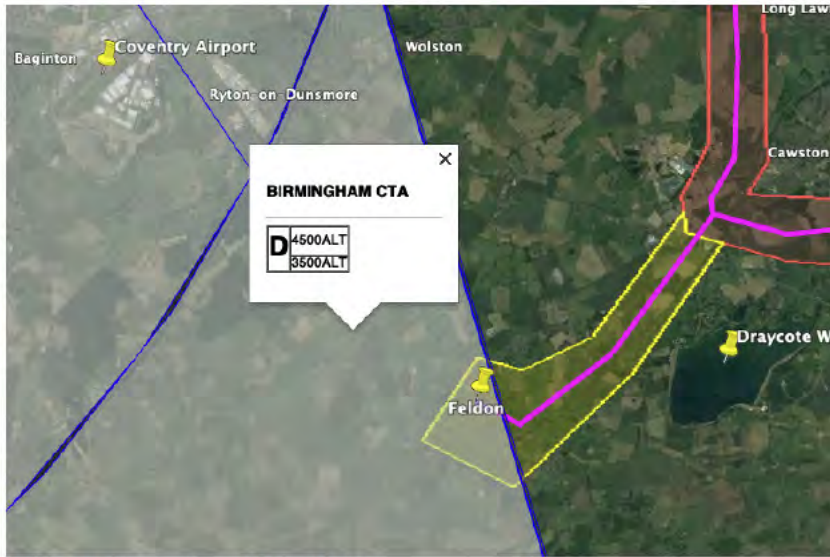 Long Law
Coventry Airport
Wolston
Baginton
Ryton-on-Dunsmore
Cawston
BIRMINGHAM CTA
D 4500ALT
3500ALT
Draycote W
Feldon